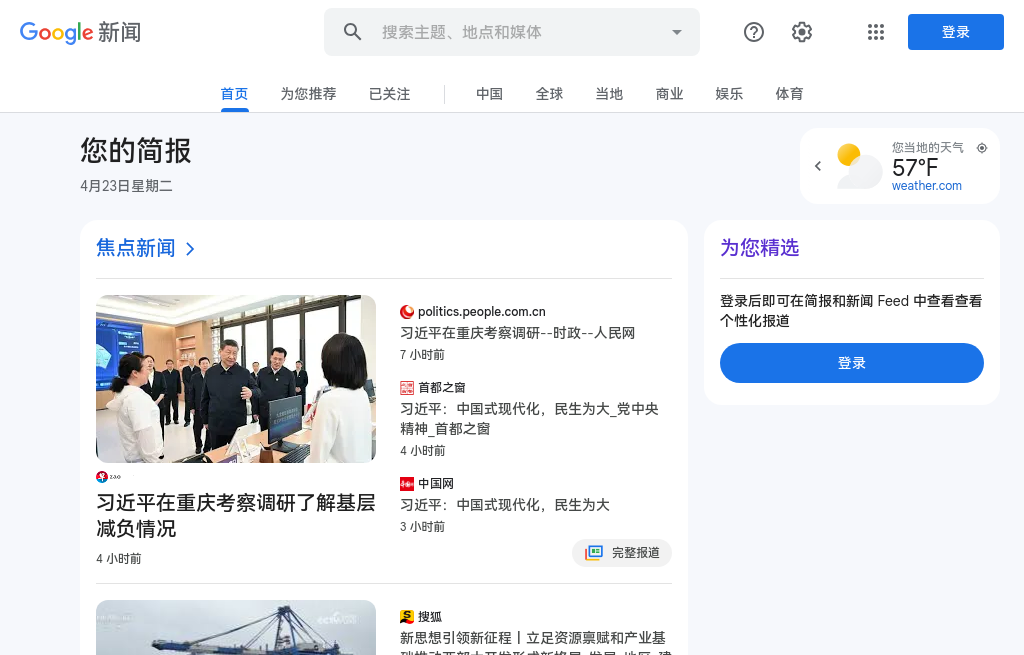 Google 新闻
搜索主题、地点和媒体
登录
首页
为您推荐
已关注
中国
全球
当地
商业
娱乐
体育
您的简报
4月23日星期二
您当地的天气
57°F
weather.com
焦点新闻
习近平在重庆考察调研了解基层
减负情况
4 小时前
politics.people.com.cn
习近平在重庆考察调研--时政--人民网
7 小时前
首都之窗
习近平：中国式现代化，民生为大_党中央
精神_首都之窗
4 小时前
中国网
习近平：中国式现代化，民生为大
3 小时前
完整报道
搜狐
新思想引领新征程丨立足资源禀赋和产业基
为您精选
登录后即可在简报和新闻 Feed 中查看查看
个性化报道
登录